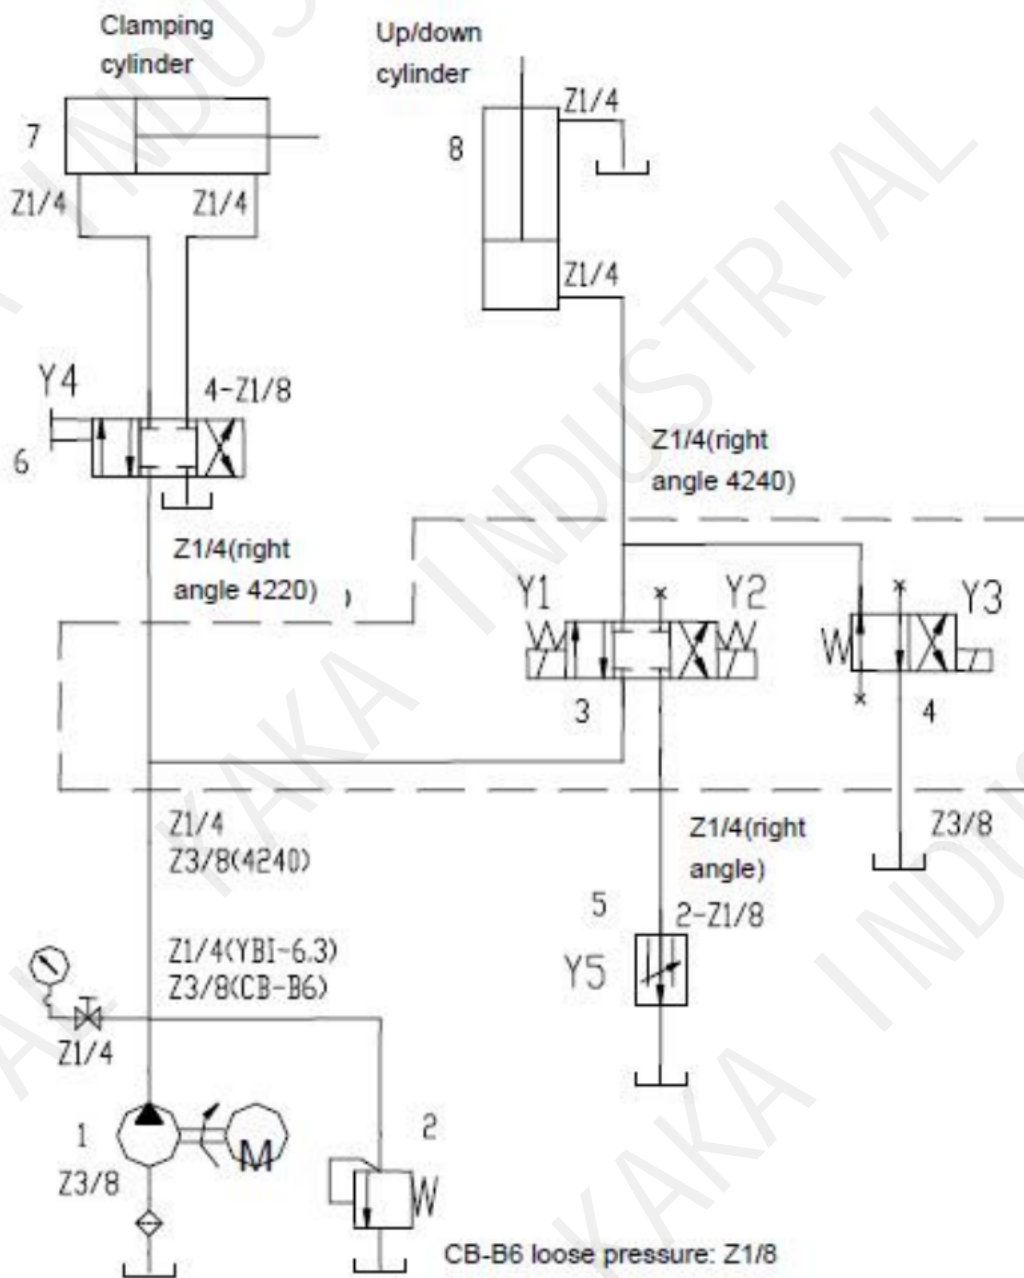 Clamping
cylinder
Up/down
cylinder
7
Z1/4
Z1/4
8
Z1/4
Z1/4
Y4
4-Z1/8
6
Z1/4(right
angle 4240)
Z1/4(right
angle 4220) )
Y1
Y2
Y3
3
4
Z1/4
Z3/8(4240)
Z1/4(right
angle)
Z3/8
5
2-Z1/8
Y5
Z1/4(YBI-6.3)
Z3/8(CB-B6)
Z1/4
1
M
2
Z3/8
CB-B6 loose pressure: Z1/8
KAKA INDUSTRIAL